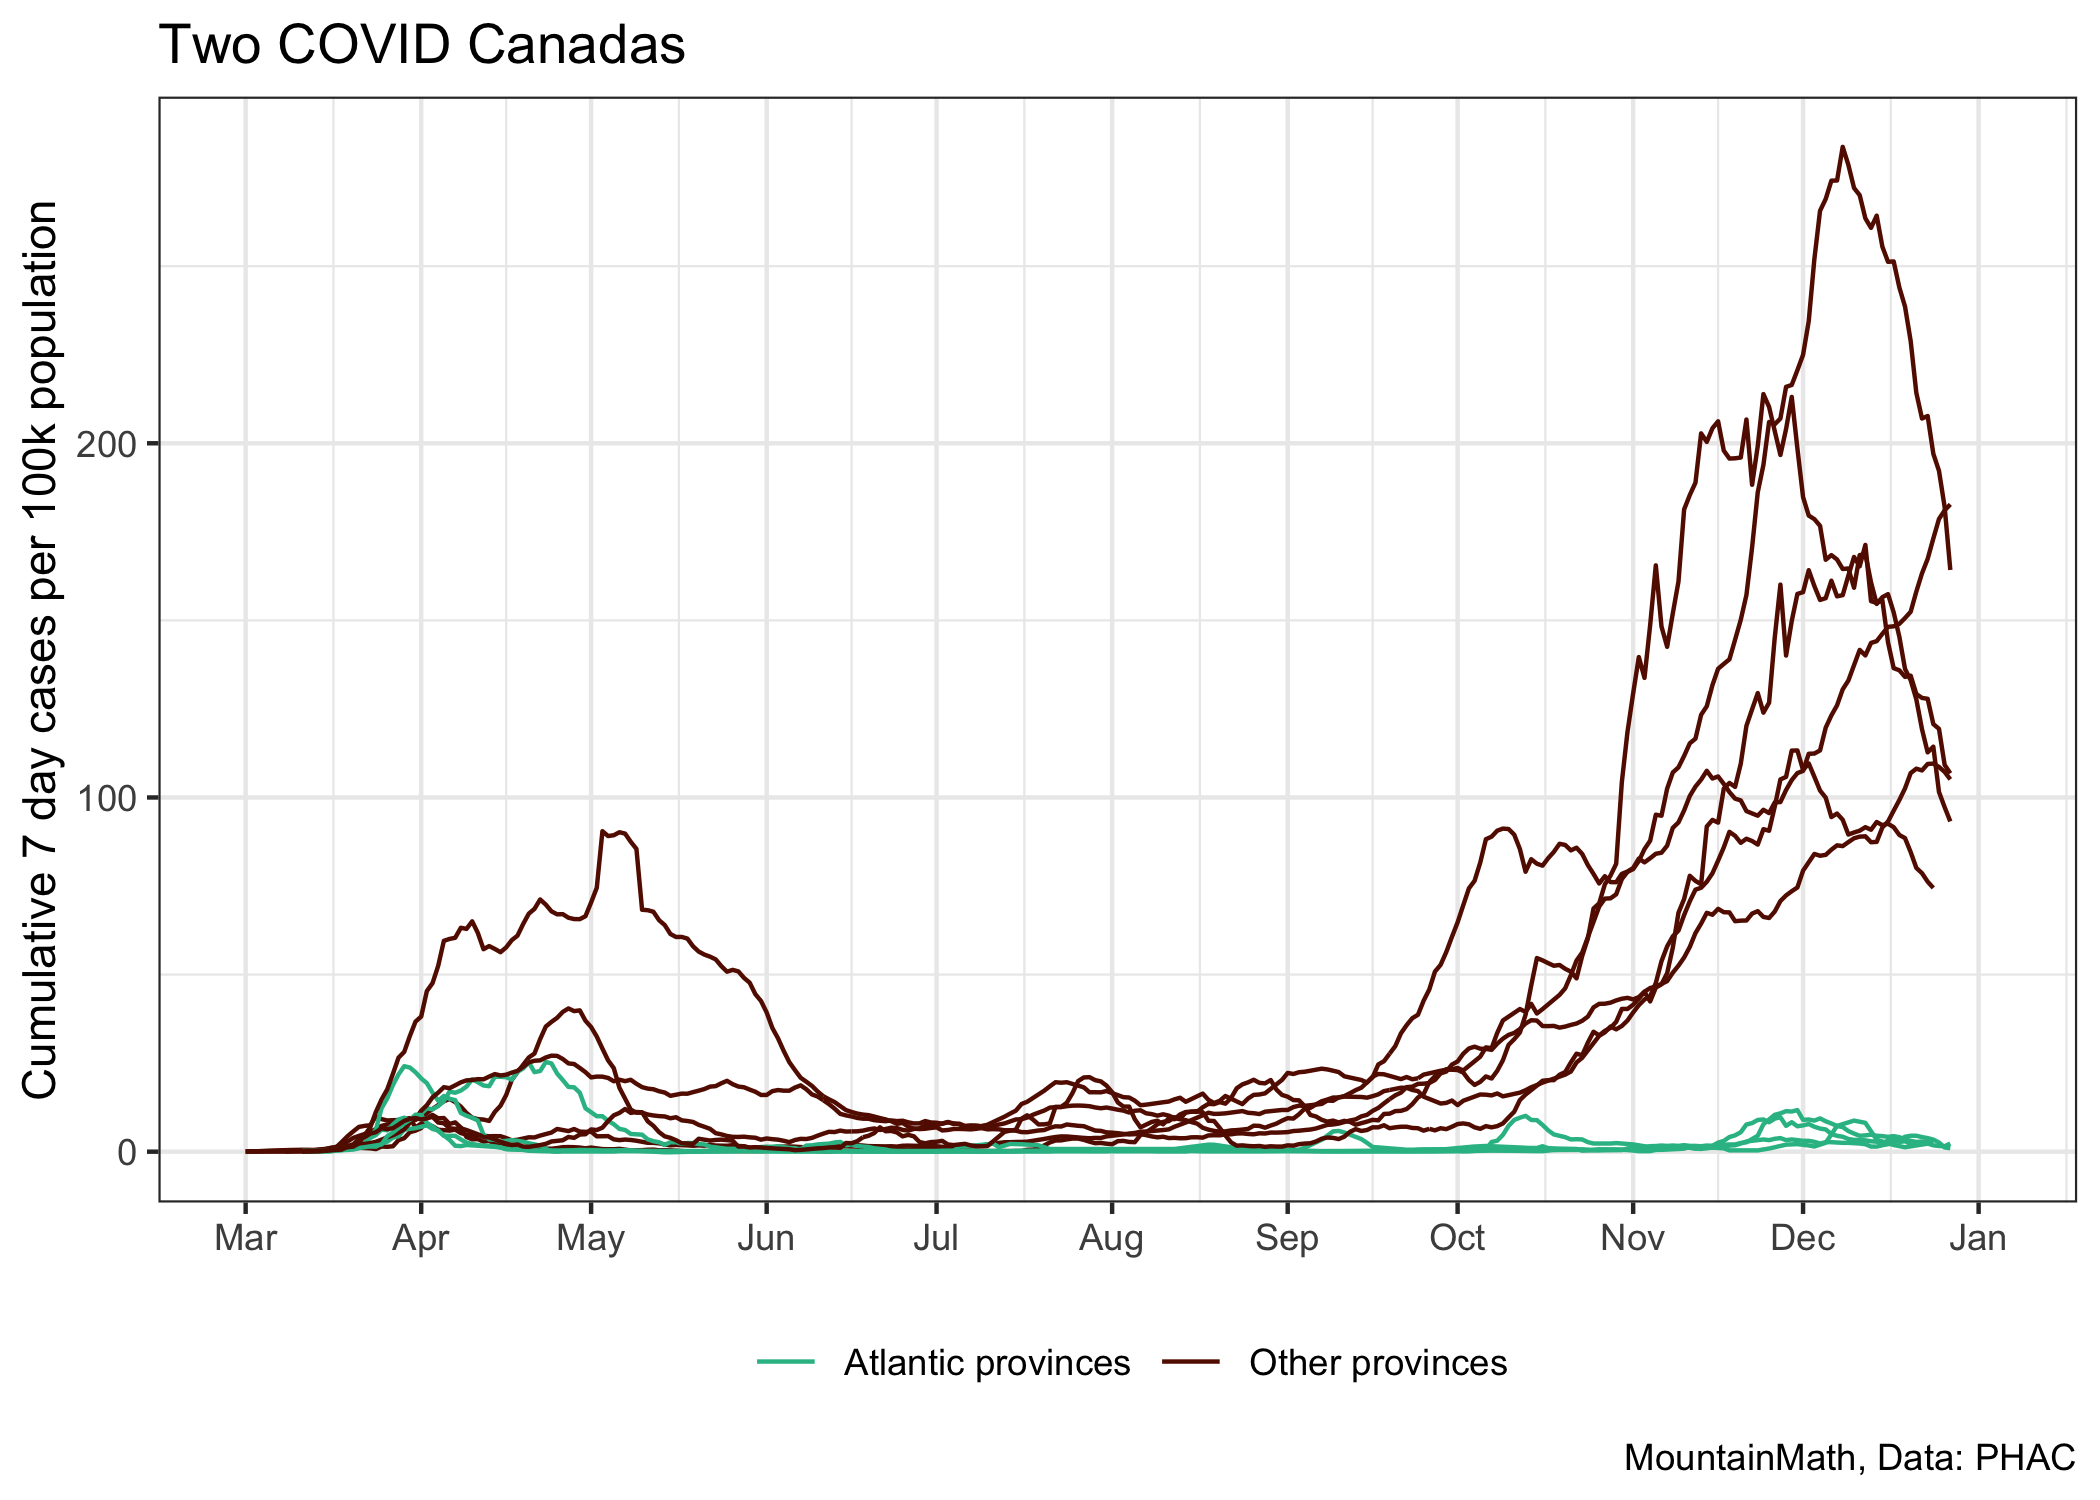 Two COVID Canadas
Cumulative 7 day cases per 100k population
200
100
0
Mar Apr May Jun Jul Aug Sep Oct Nov Dec Jan
Atlantic provinces Other provinces
MountainMath, Data: PHAC